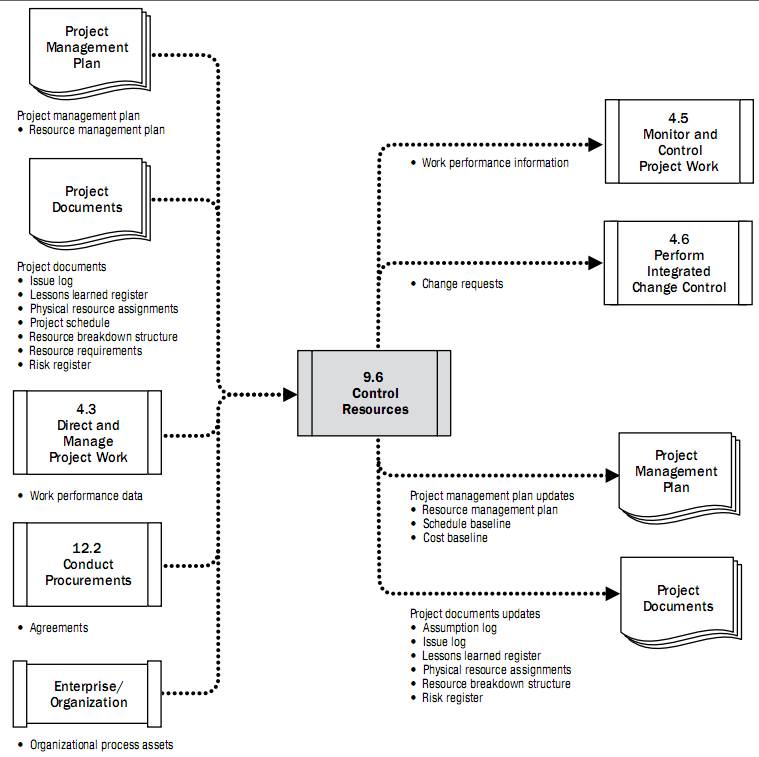 Project
Management
Plan
Project management plan
• Resource management plan
Project
Documents
Project documents
• Issue log
• Lessons learned register
• Physical resource assignments
• Project schedule
• Resource breakdown structure
• Resource requirements
• Risk register
4.3
Direct and
Manage
Project Work
• Work performance data
12.2
Conduct
Procurements
• Agreements
Enterprise/
Organization
• Organizational process assets
9.6
Control
Resources
4.5
Monitor and
Control
Project Work
• Work performance information
4.6
Perform
Integrated
Change Control
• Change requests
Project
Management
Plan
Project management plan updates
• Resource management plan
• Schedule baseline
• Cost baseline
Project
Documents
Project documents updates
• Assumption log
• Issue log
• Lessons learned register
• Physical resource assignments
• Resource breakdown structure
• Risk register